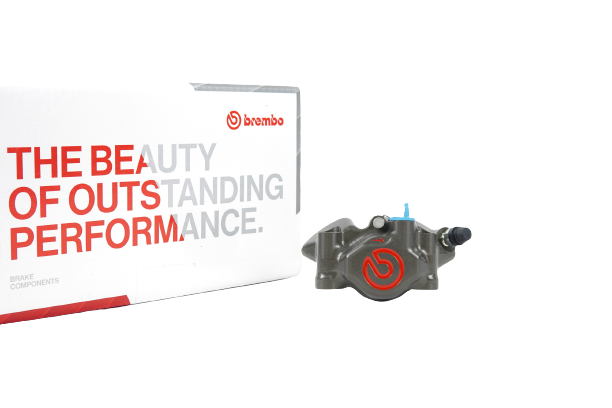 brembo
THE BEAUTY
OF OUTSTANDING
PERFORMANCE.
BRAKE
COMPONENTS